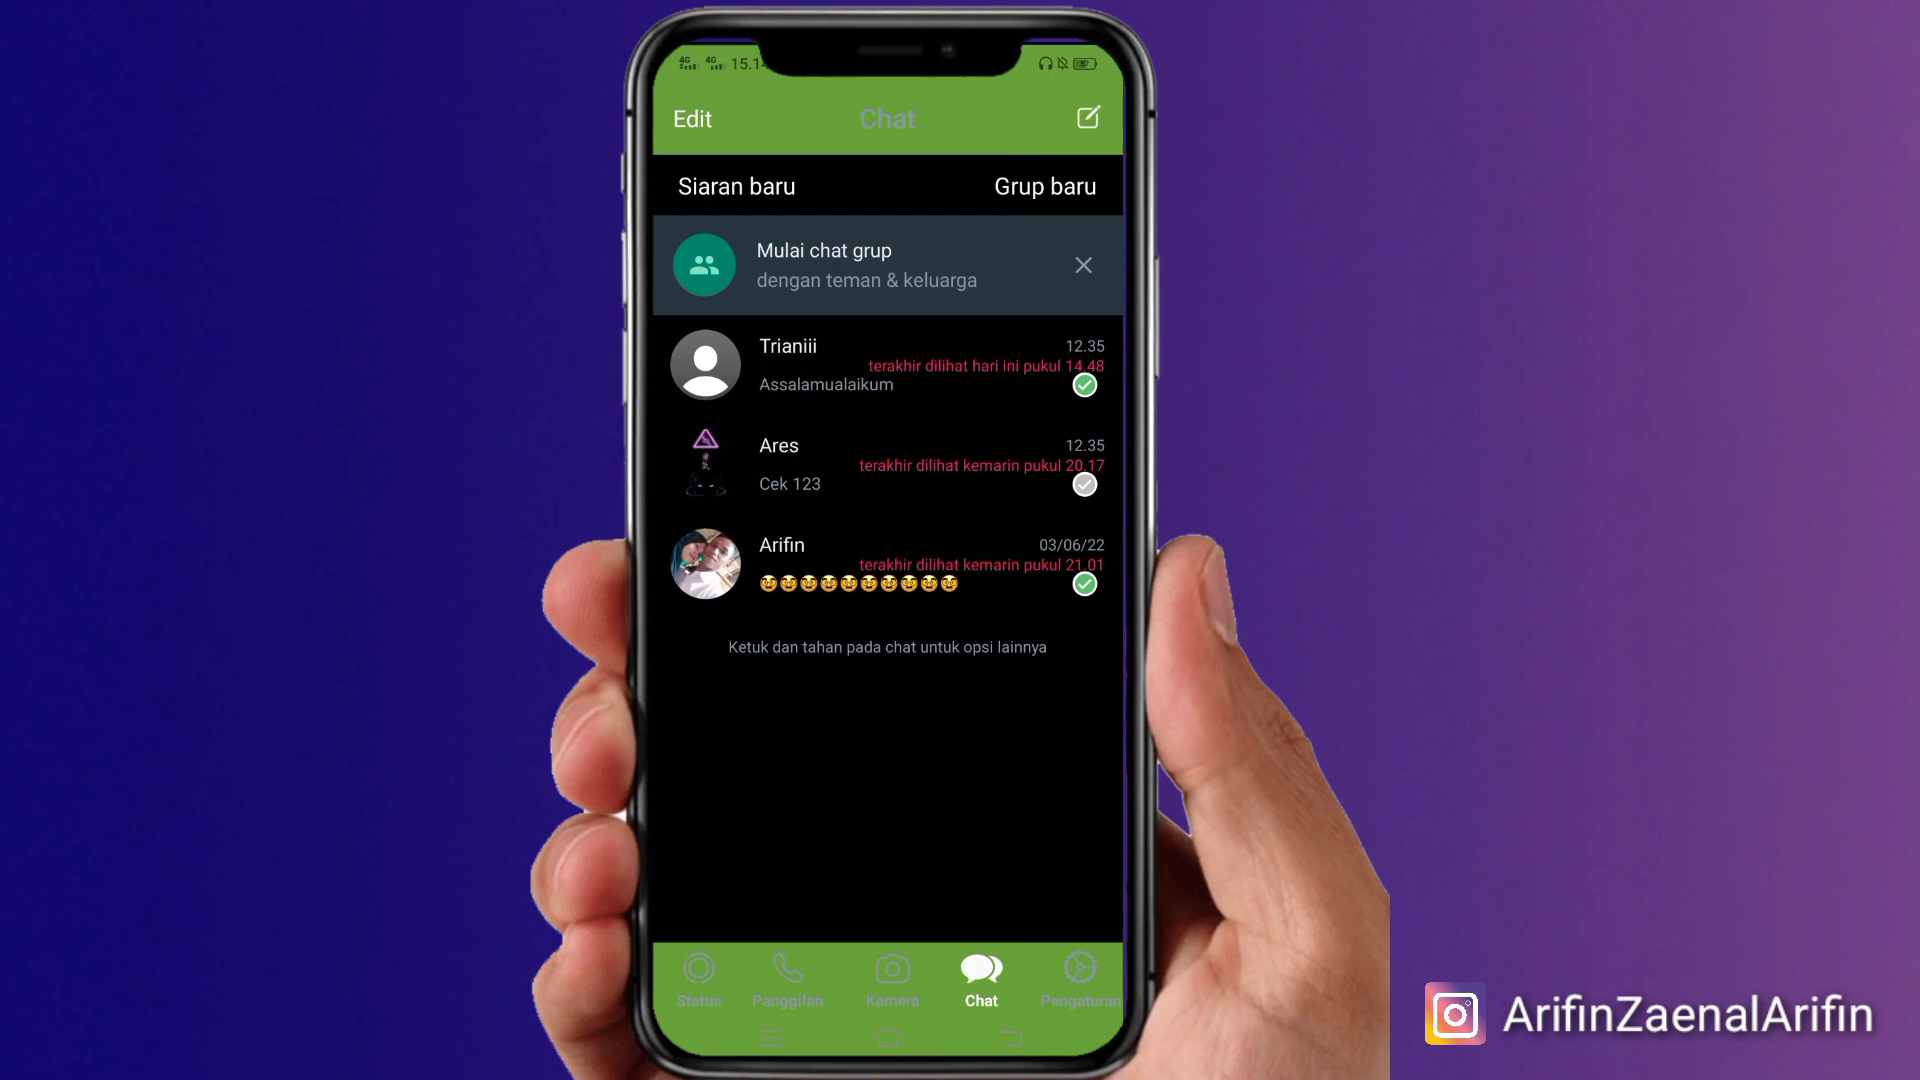 4G 4G 15.14
Edit Chat
Siaran baru Grup baru
Mulai chat grup
dengan teman & keluarga
Trianiii 12.35
terakhir dilihat hari ini pukul 14.48
Assalamualaikum
Ares 12.35
terakhir dilihat kemarin pukul 20.17
Cek 123
Arifin 03/06/22
terakhir dilihat kemarin pukul 21.01
Ketuk dan tahan pada chat untuk opsi lainnya
Status Panggilan Kamera Chat Pengaturan
ArifinZaenalArifin